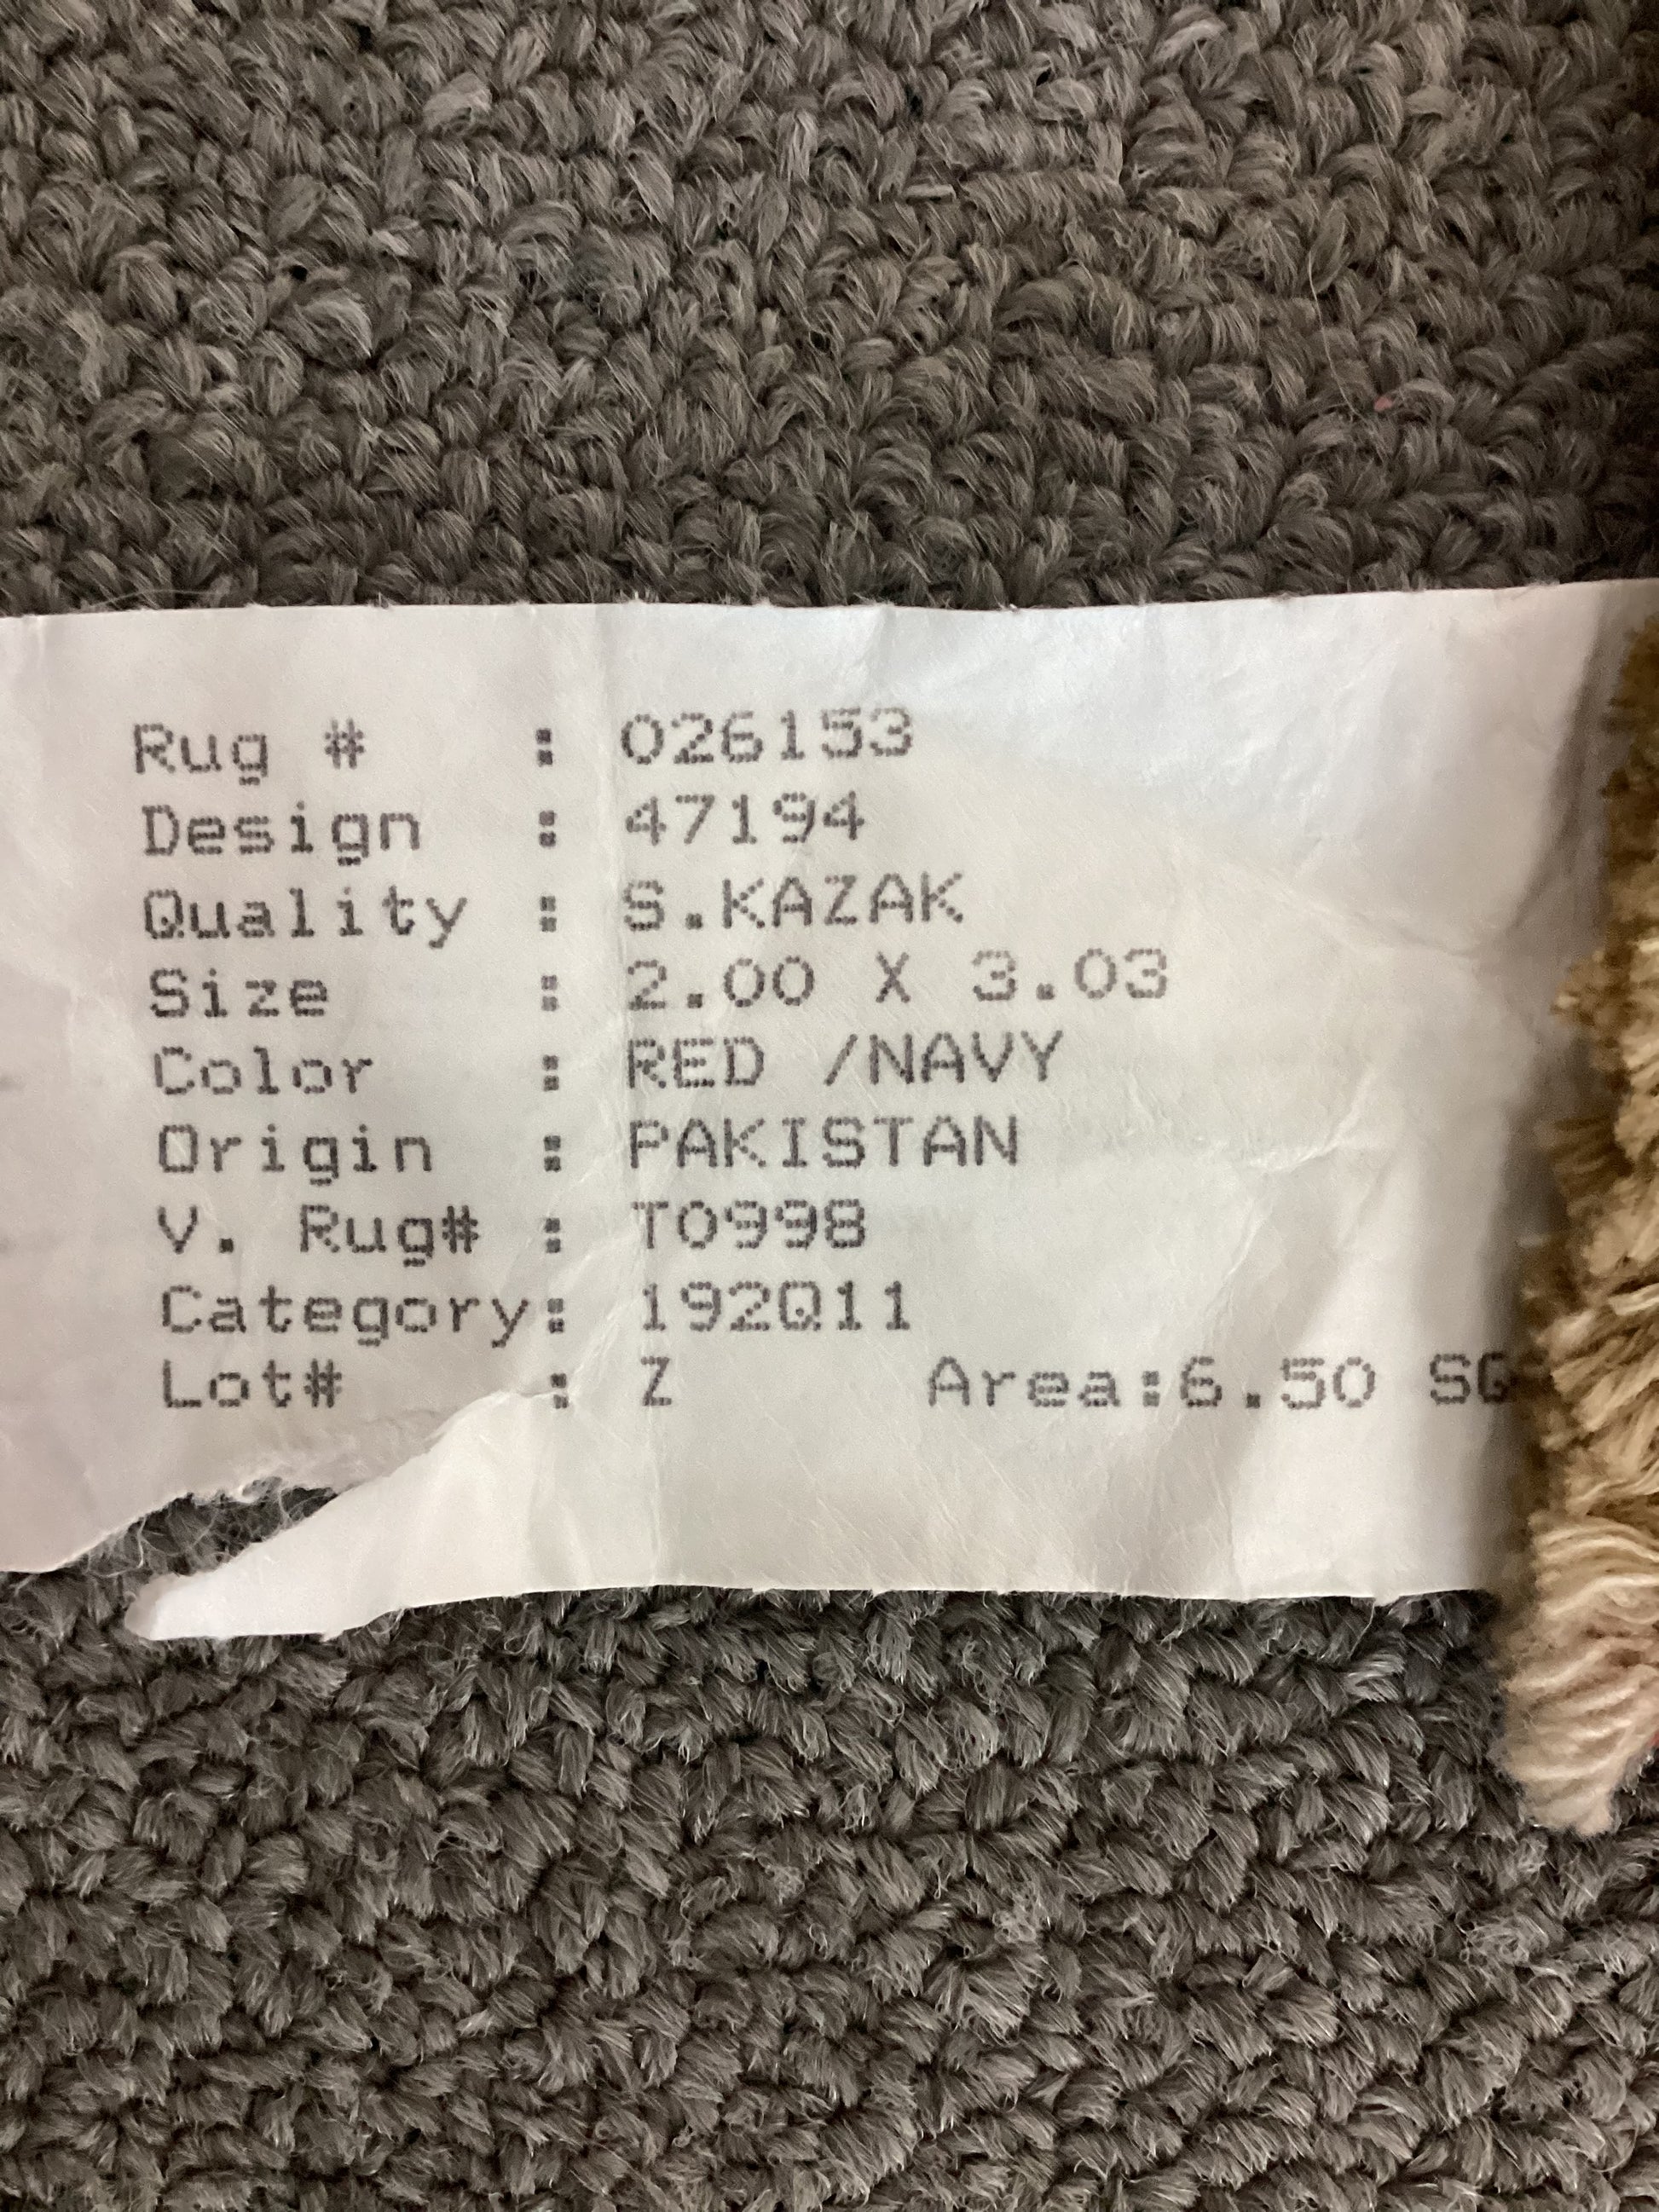 Rug # : 026153
Design : 47194
Quality : S.KAZAK
Size : 2.00 X 3.03
Color : RED /NAVY
Origin : PAKISTAN
V. Rug# : T0998
Category: 192Q11
Lot# : Z Area:6.50 SQ